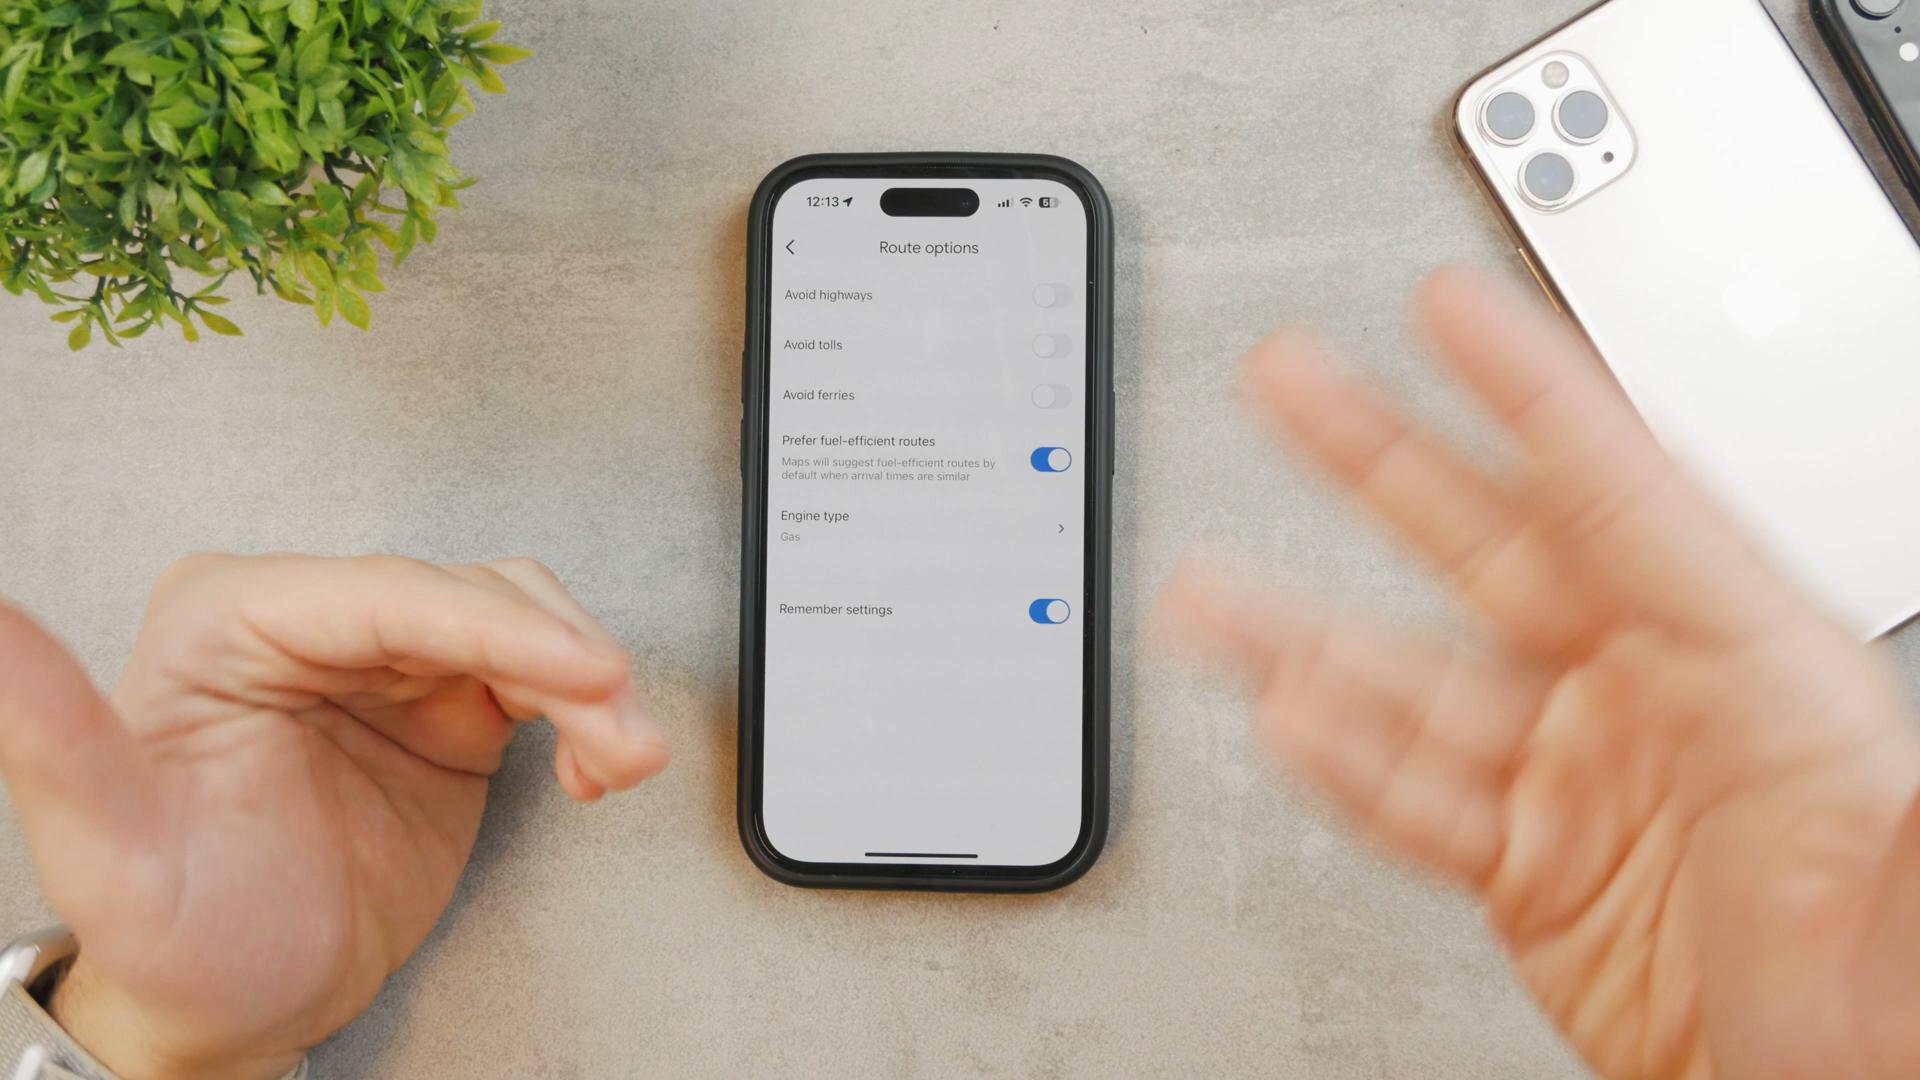 12:13
Route options
Avoid highways
Avoid tolls
Avoid ferries
Prefer fuel-efficient routes
Maps will suggest fuel-efficient routes by
default when arrival times are similar
Engine type
Gas
Remember settings